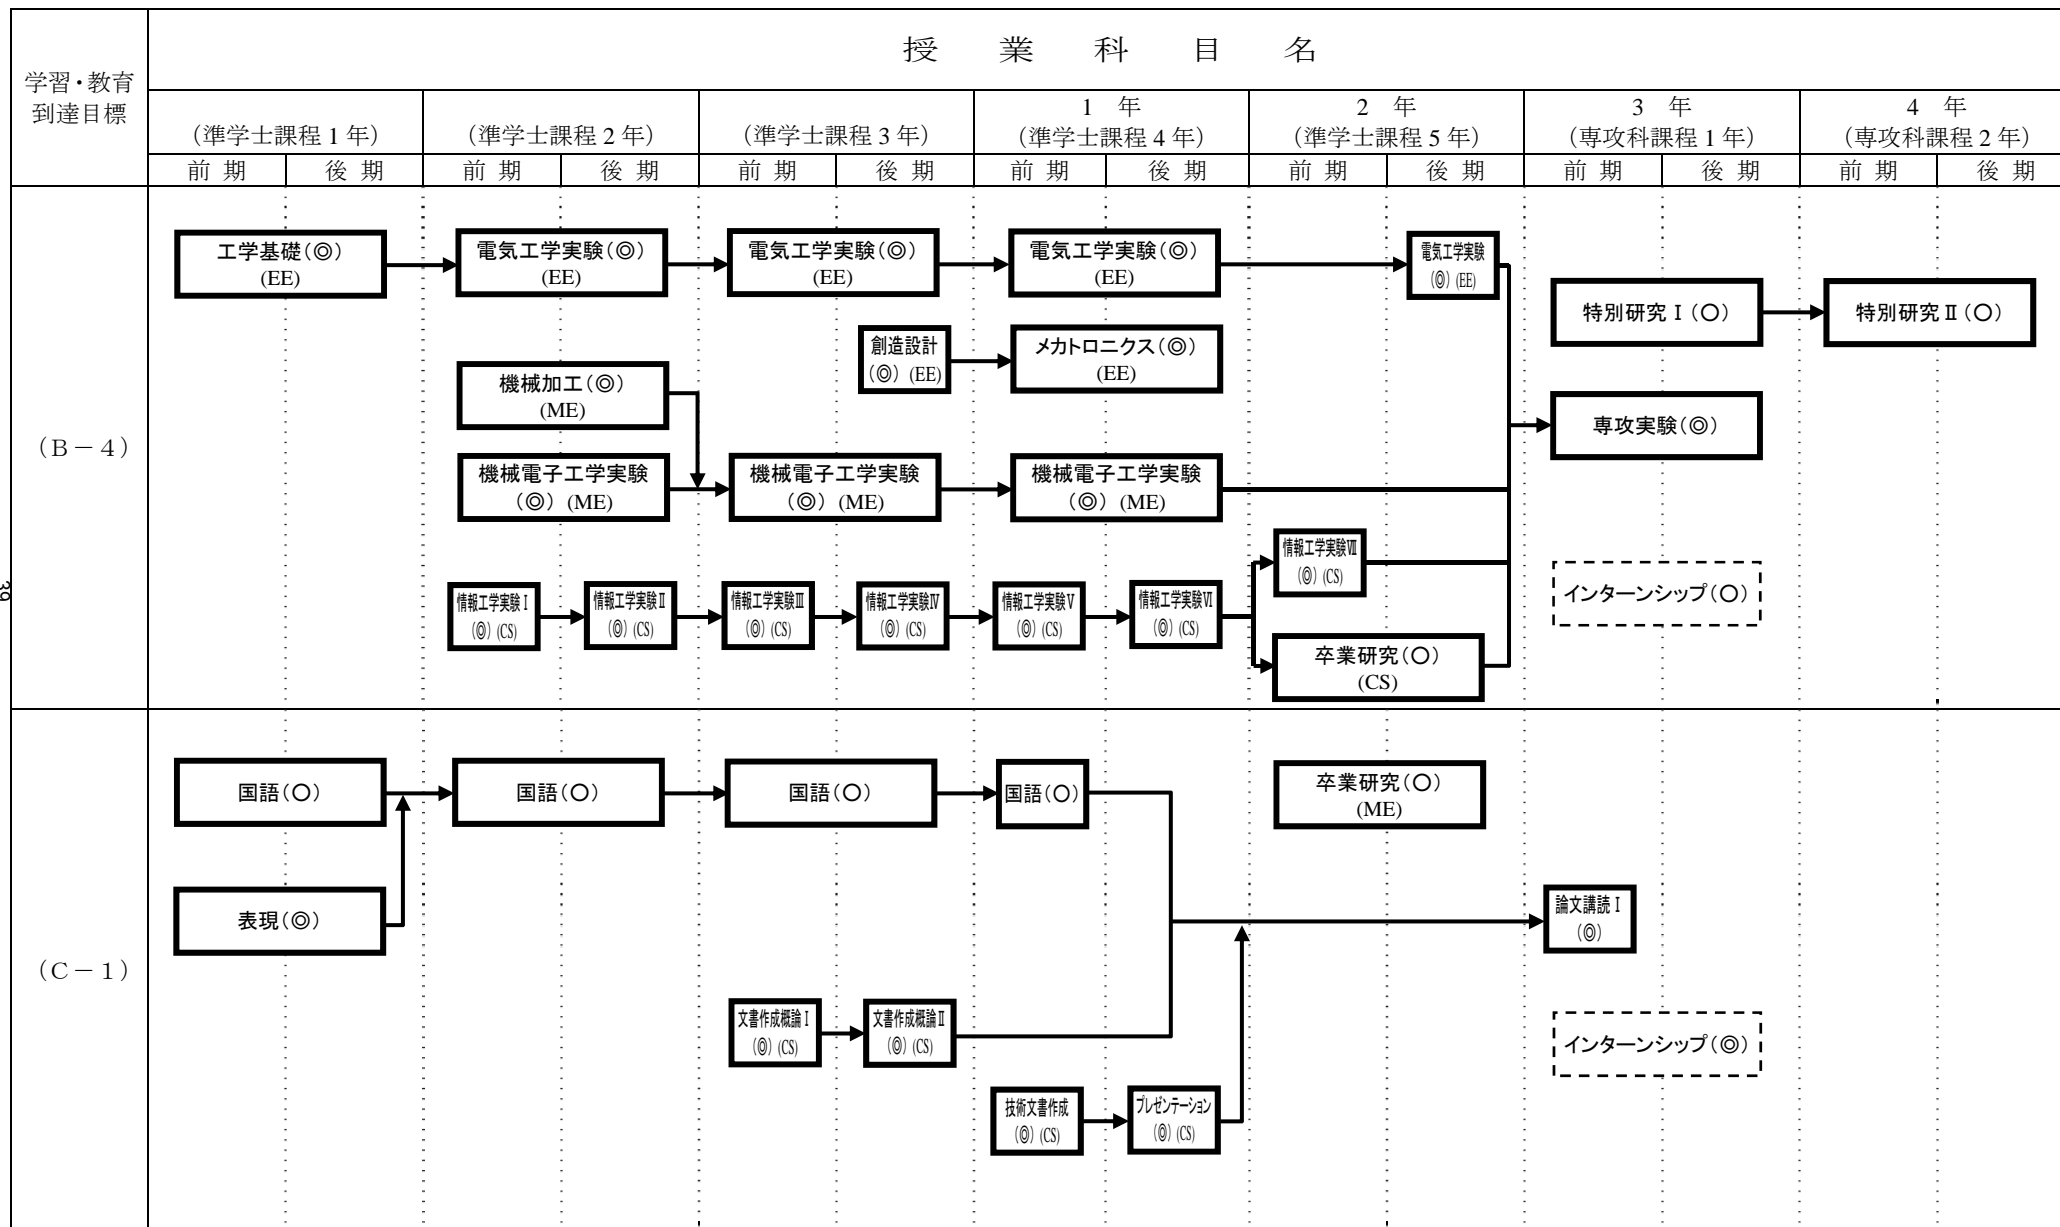 授　業　科　目　名
学習・教育
到達目標
1　年
2　年
3　年
4　年
（準学士課程 1 年）
（準学士課程 2 年）
（準学士課程 3 年）
（準学士課程 4 年）
（準学士課程 5 年）
（専攻科課程 1 年）
（専攻科課程 2 年）
前 期
後 期
前 期
後 期
前 期
後 期
前 期
後 期
前 期
後 期
前 期
後 期
前 期
後 期
（Ｂ－４）
工学基礎（◎）
(EE)
電気工学実験（◎）
(EE)
電気工学実験（◎）
(EE)
電気工学実験（◎）
(EE)
電気工学実験
（◎）(EE)
特別研究Ⅰ（○）
特別研究Ⅱ（○）
創造設計
（◎）(EE)
メカトロニクス（◎）
(EE)
機械加工（◎）
(ME)
専攻実験（◎）
機械電子工学実験
（◎）(ME)
機械電子工学実験
（◎）(ME)
機械電子工学実験
（◎）(ME)
情報工学実験Ⅶ
（◎）(CS)
情報工学実験Ⅰ
（◎）(CS)
情報工学実験Ⅱ
（◎）(CS)
情報工学実験Ⅲ
（◎）(CS)
情報工学実験Ⅳ
（◎）(CS)
情報工学実験Ⅴ
（◎）(CS)
情報工学実験Ⅵ
（◎）(CS)
インターンシップ（○）
卒業研究（○）
(CS)
39
（Ｃ－１）
国語（○）
国語（○）
国語（○）
国語（○）
卒業研究（○）
(ME)
表現（◎）
論文講読Ⅰ
（◎）
文書作成概論Ⅰ
（◎）(CS)
文書作成概論Ⅱ
（◎）(CS)
インターンシップ（◎）
技術文書作成
（◎）(CS)
プレゼンテーション
（◎）(CS)